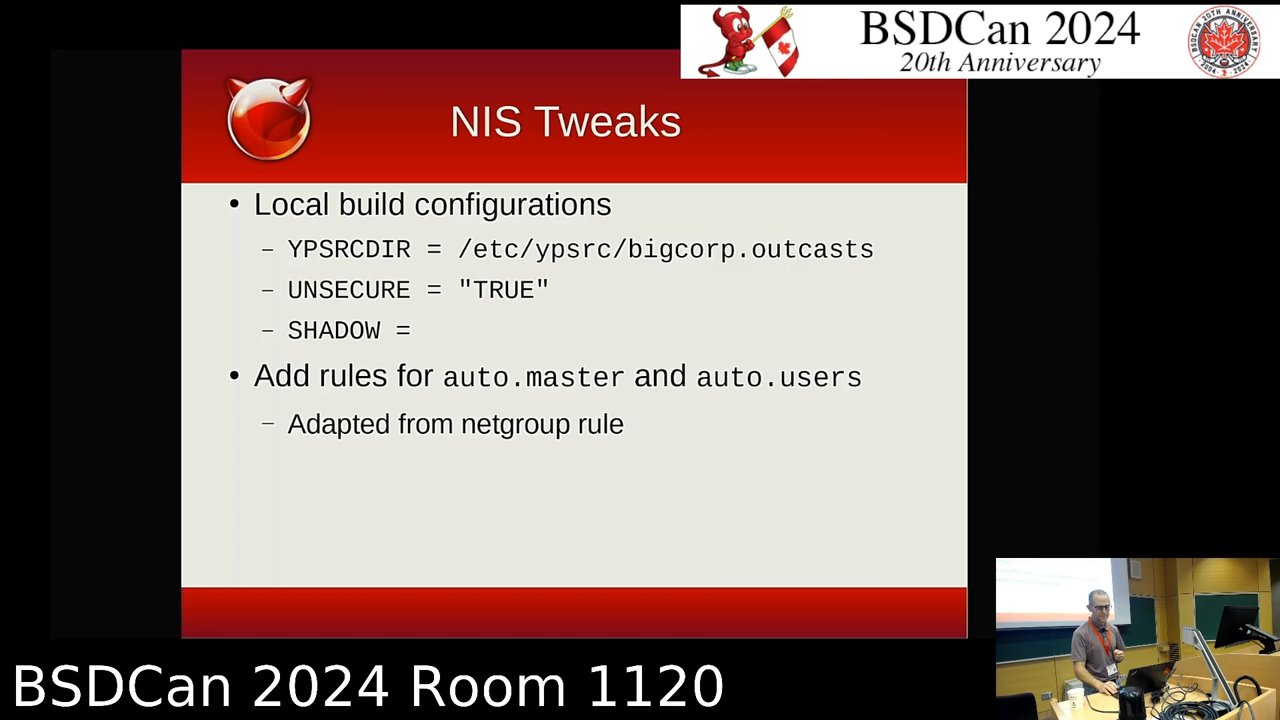 BSDCan 2024
20th Anniversary
NIS Tweaks
• Local build configurations
– YPSRCDIR = /etc/ypsrc/bigcorp.outcasts
– UNSECURE = "TRUE"
– SHADOW =
• Add rules for auto.master and auto.users
– Adapted from netgroup rule
BSDCan 2024 Room 1120